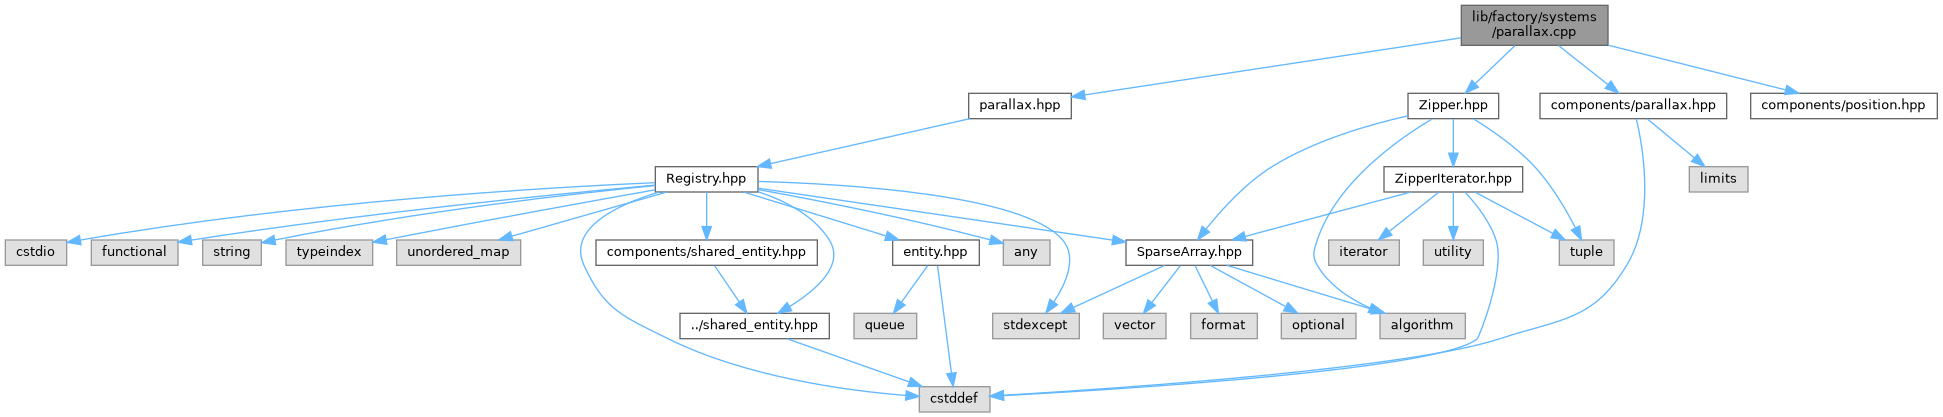 lib/factory/systems
/parallax.cpp
parallax.hpp
Zipper.hpp
components/parallax.hpp
components/position.hpp
Registry.hpp
ZipperIterator.hpp
limits
cstdio
functional
string
typeindex
unordered_map
components/shared_entity.hpp
entity.hpp
any
SparseArray.hpp
iterator
utility
tuple
../shared_entity.hpp
queue
stdexcept
vector
format
optional
algorithm
cstddef